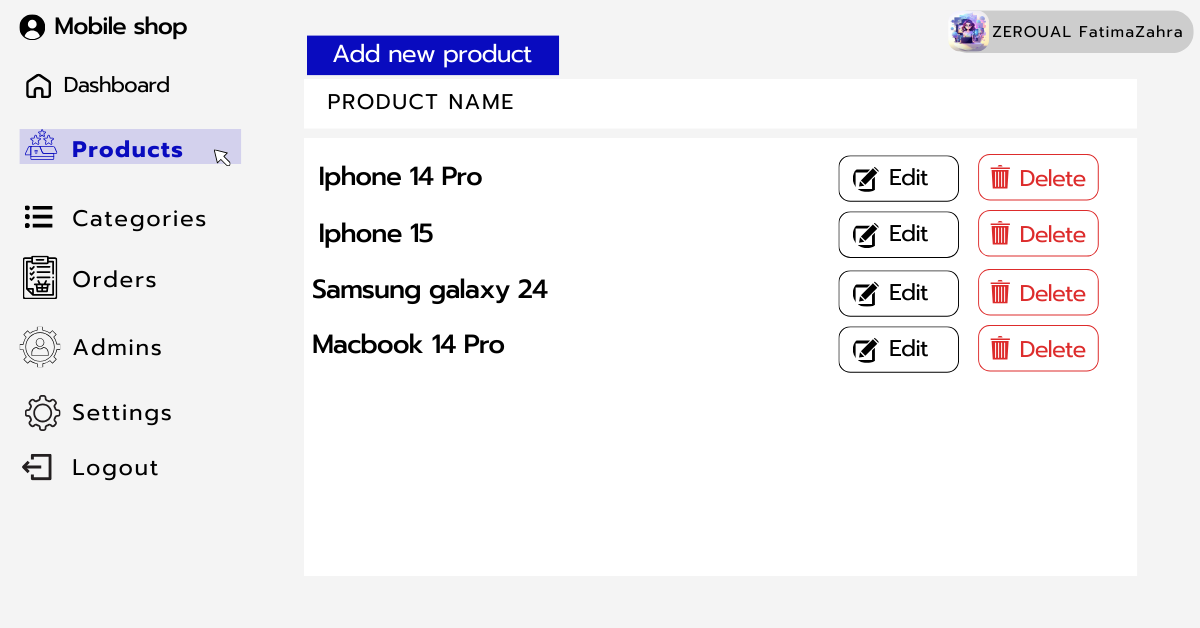 Mobile shop
ZEROUAL FatimaZahra
Dashboard
Products
Categories
Orders
Admins
Settings
Logout
Add new product
PRODUCT NAME
Iphone 14 Pro Edit Delete
Iphone 15 Edit Delete
Samsung galaxy 24 Edit Delete
Macbook 14 Pro Edit Delete